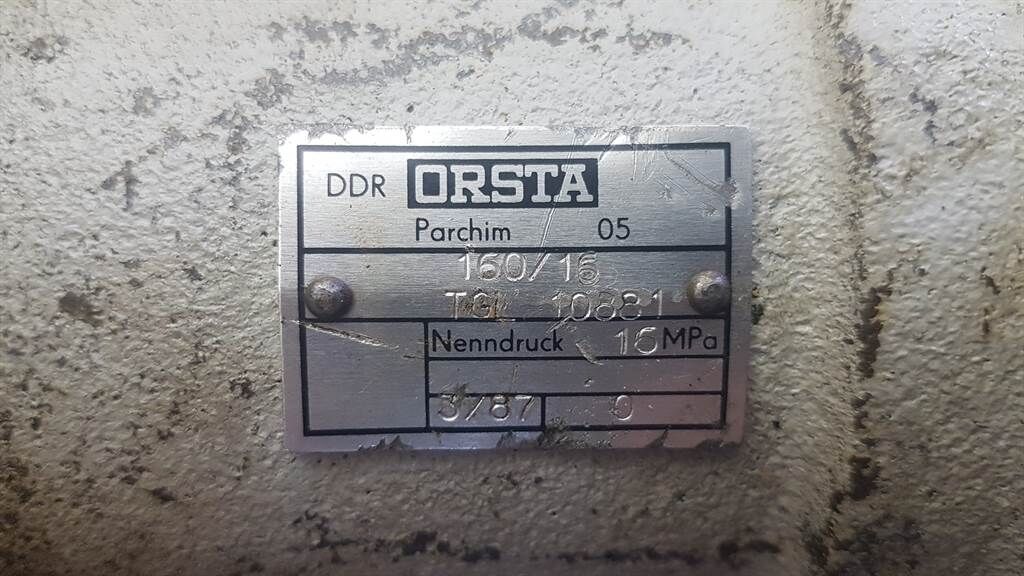 DDR ORSTA
Parchim 05
160/16
TGL 10881
Nenndruck 16 MPa
3/87 0